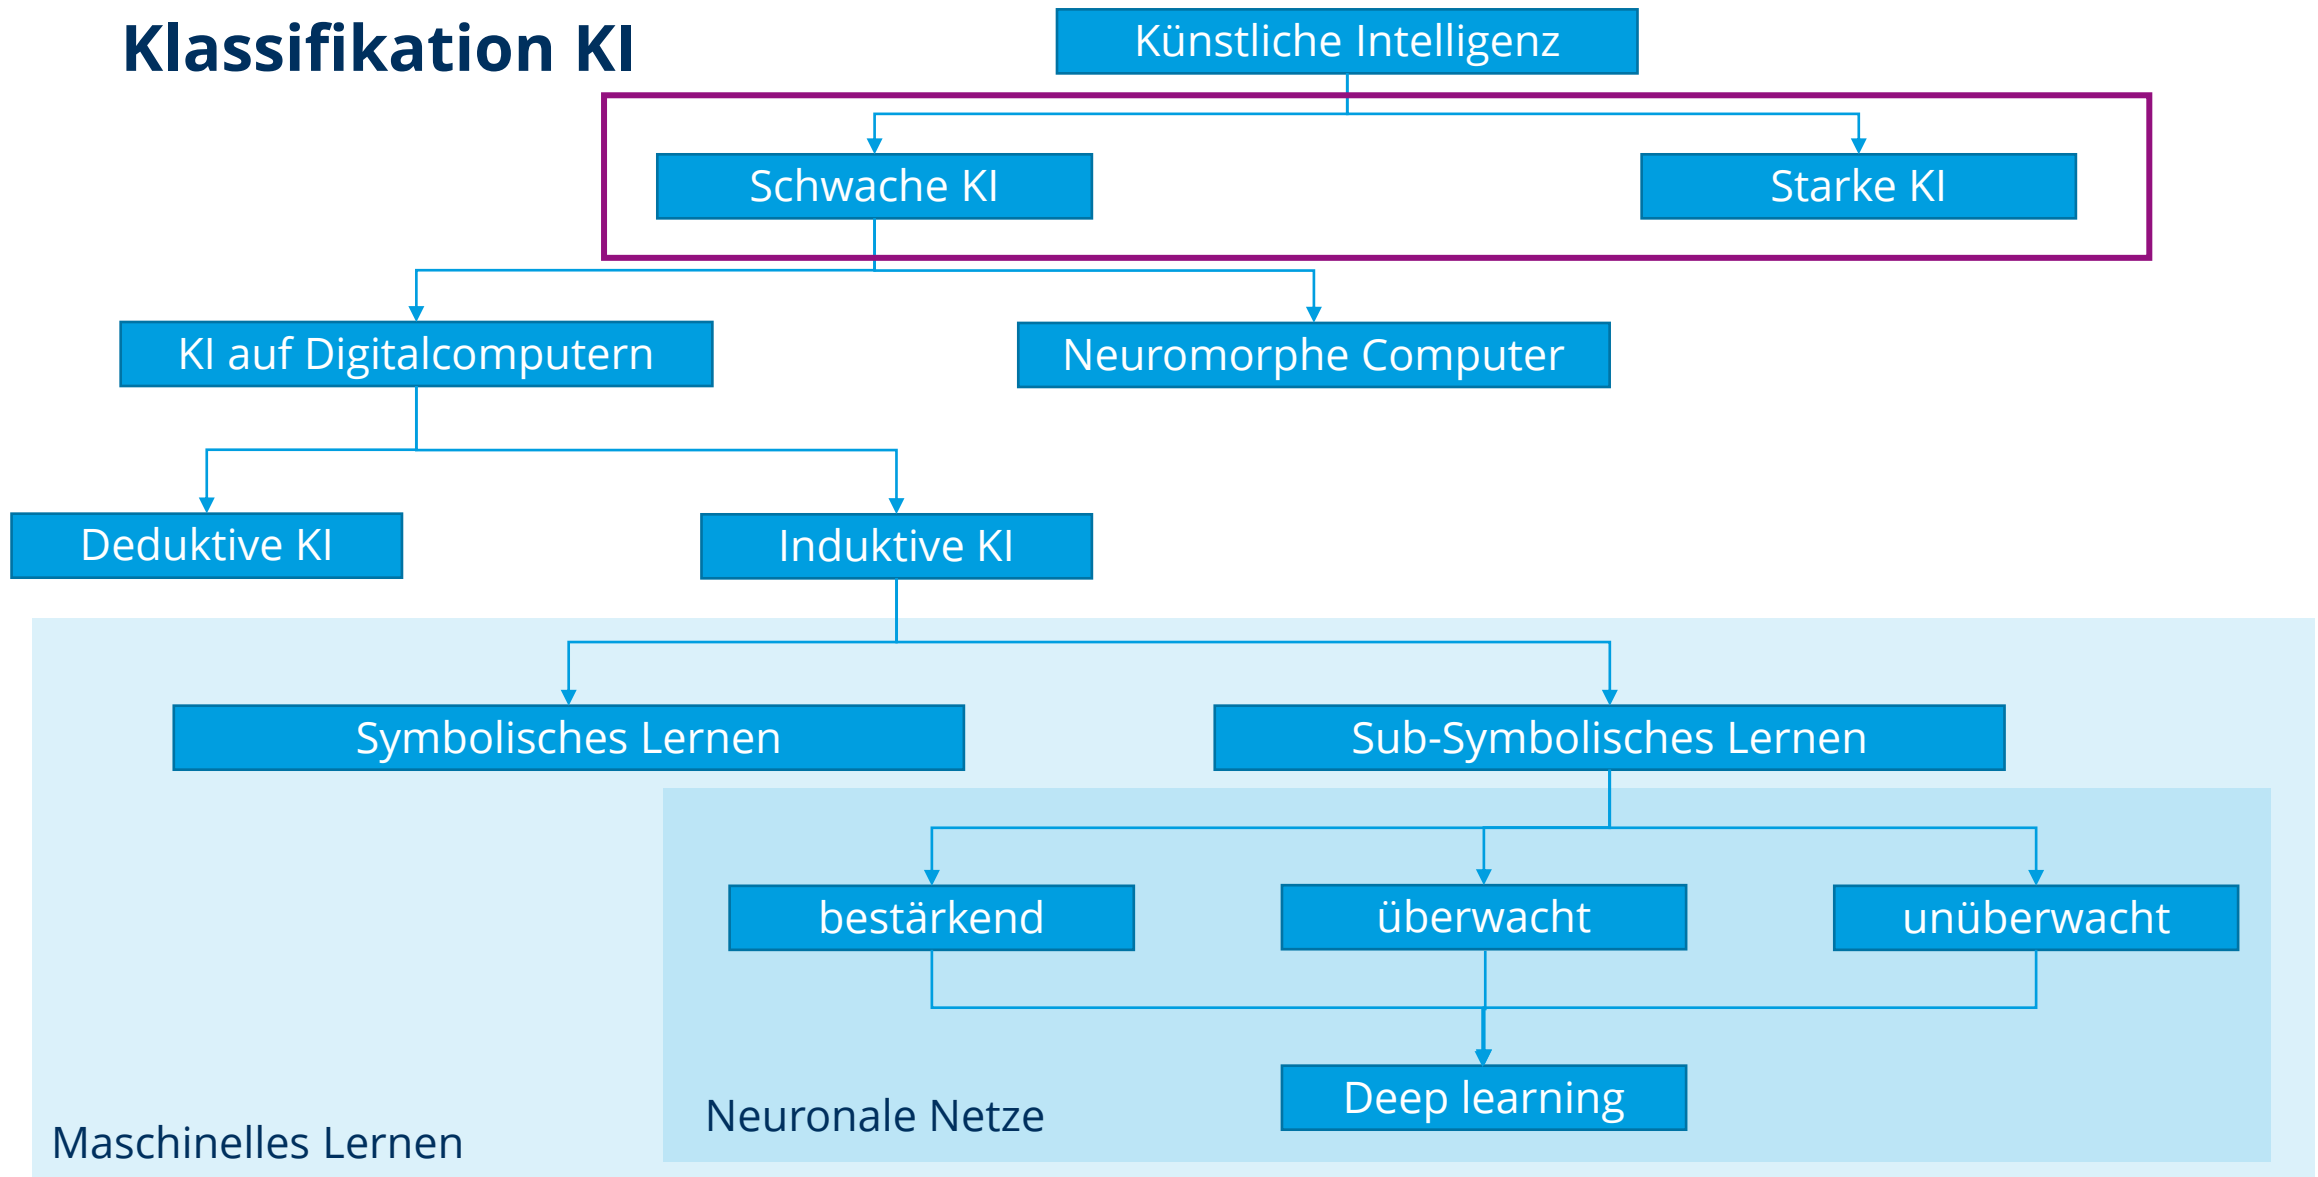 Klassifikation KI
Künstliche Intelligenz
Schwache KI
Starke KI
KI auf Digitalcomputern
Neuromorphe Computer
Deduktive KI
Induktive KI
Symbolisches Lernen
Sub-Symbolisches Lernen
bestärkend
überwacht
unüberwacht
Deep learning
Neuronale Netze
Maschinelles Lernen